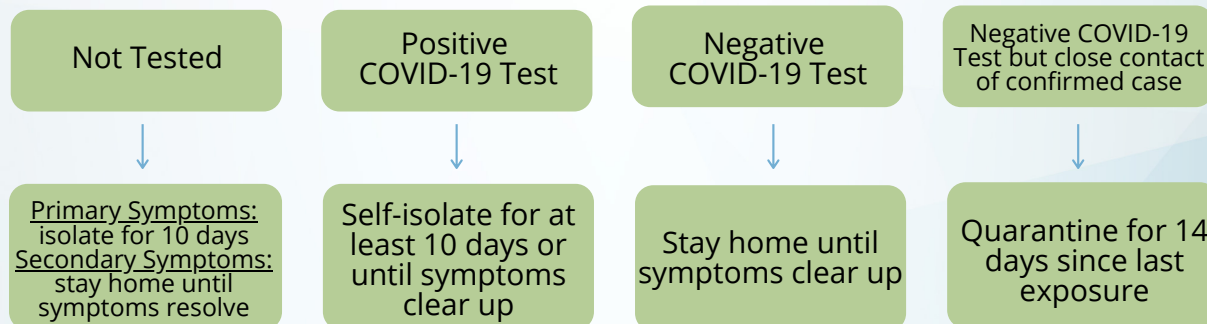 Not Tested
Positive
COVID-19 Test
Negative
COVID-19 Test
Negative COVID-19
Test but close contact
of confirmed case
Primary Symptoms:
isolate for 10 days
Secondary Symptoms:
stay home until
symptoms resolve
Self-isolate for at
least 10 days or
until symptoms
clear up
Stay home until
symptoms clear up
Quarantine for 14
days since last
exposure